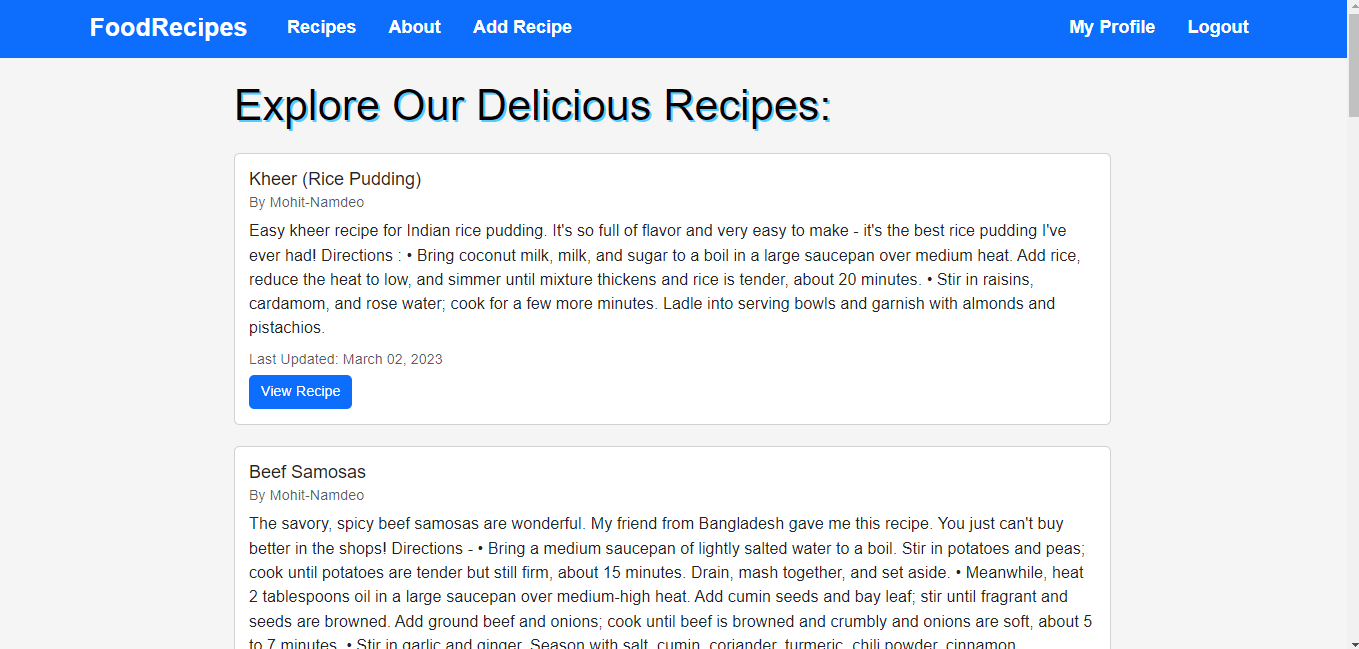 FoodRecipes Recipes About Add Recipe My Profile Logout
Explore Our Delicious Recipes:
Kheer (Rice Pudding)
By Mohit-Namdeo
Easy kheer recipe for Indian rice pudding. It's so full of flavor and very easy to make - it's the best rice pudding I've
ever had! Directions : • Bring coconut milk, milk, and sugar to a boil in a large saucepan over medium heat. Add rice,
reduce the heat to low, and simmer until mixture thickens and rice is tender, about 20 minutes. • Stir in raisins,
cardamom, and rose water; cook for a few more minutes. Ladle into serving bowls and garnish with almonds and
pistachios.
Last Updated: March 02, 2023
View Recipe
Beef Samosas
By Mohit-Namdeo
The savory, spicy beef samosas are wonderful. My friend from Bangladesh gave me this recipe. You just can't buy
better in the shops! Directions - • Bring a medium saucepan of lightly salted water to a boil. Stir in potatoes and peas;
cook until potatoes are tender but still firm, about 15 minutes. Drain, mash together, and set aside. • Meanwhile, heat
2 tablespoons oil in a large saucepan over medium-high heat. Add cumin seeds and bay leaf; stir until fragrant and
seeds are browned. Add ground beef and onions; cook until beef is browned and crumbly and onions are soft, about 5
to 7 minutes. • Stir in garlic and ginger. Season with salt, cumin, coriander, turmeric, chili powder, cinnamon,